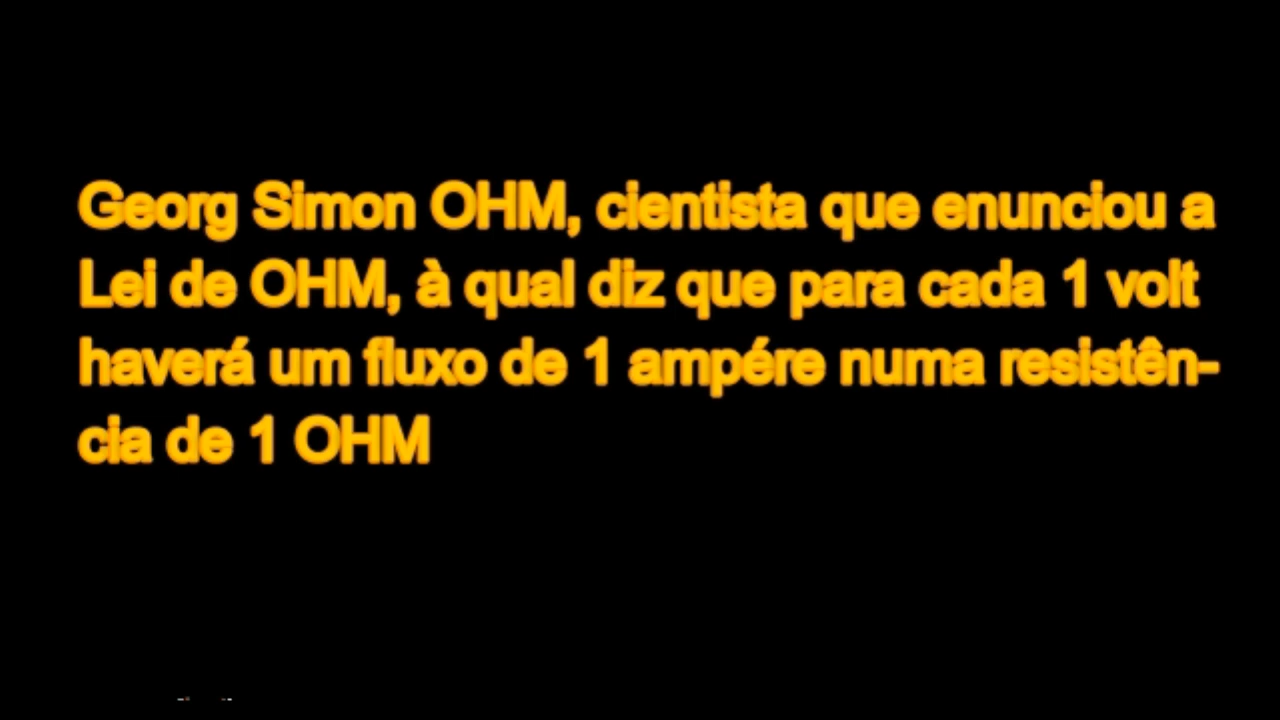 Georg Simon OHM, cientista que enunciou a
Lei de OHM, à qual diz que para cada 1 volt
haverá um fluxo de 1 ampére numa resistên-
cia de 1 OHM